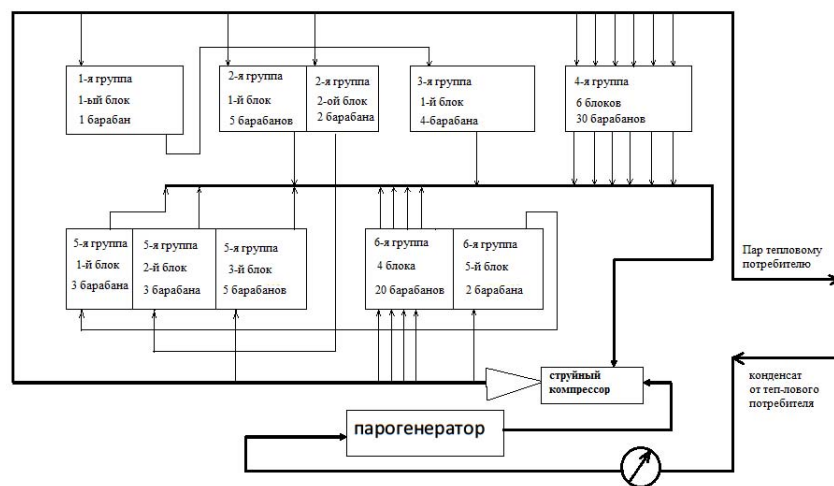 1-я группа
1-ый блок
1 барабан
2-я группа
1-й блок
5 барабанов
2-я группа
2-ой блок
2 барабана
3-я группа
1-й блок
4-барабана
4-я группа
6 блоков
30 барабанов
5-я группа
1-й блок
3 барабана
5-я группа
2-й блок
3 барабана
5-я группа
3-й блок
5 барабанов
6-я группа
4 блока
20 барабанов
6-я группа
5-й блок
2 барабана
Пар тепловому
потребителю
струйный
компрессор
конденсат
от теп-лового
потребителя
парогенератор